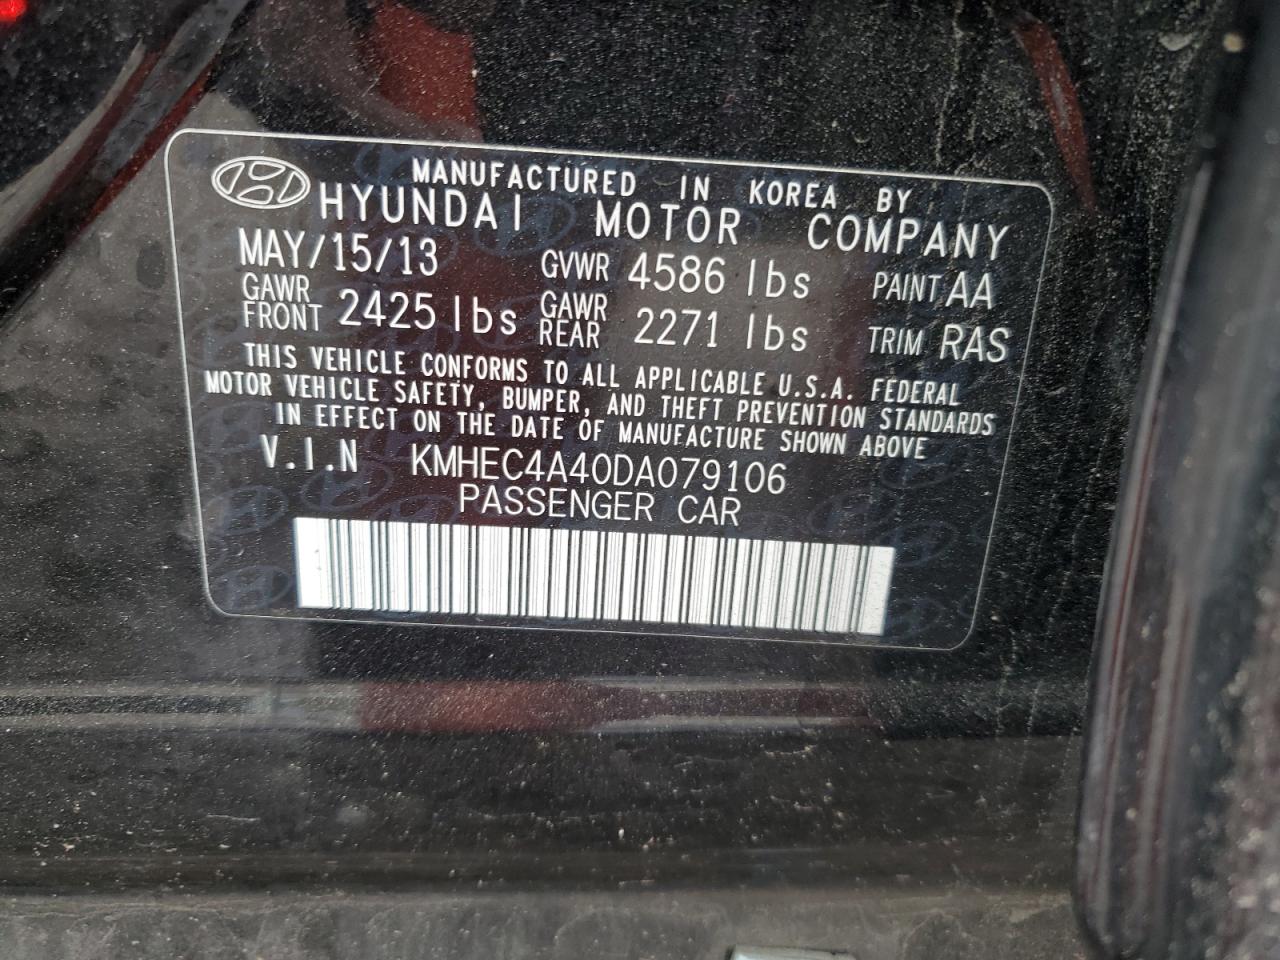 MANUFACTURED IN KOREA BY
HYUNDAI MOTOR COMPANY
MAY/15/13 GVWR 4586 lbs PAINT AA
GAWR FRONT 2425 lbs GAWR REAR 2271 lbs TRIM RAS
THIS VEHICLE CONFORMS TO ALL APPLICABLE U.S.A. FEDERAL
MOTOR VEHICLE SAFETY, BUMPER, AND THEFT PREVENTION STANDARDS
IN EFFECT ON THE DATE OF MANUFACTURE SHOWN ABOVE
V.I.N KMHEC4A40DA079106
PASSENGER CAR